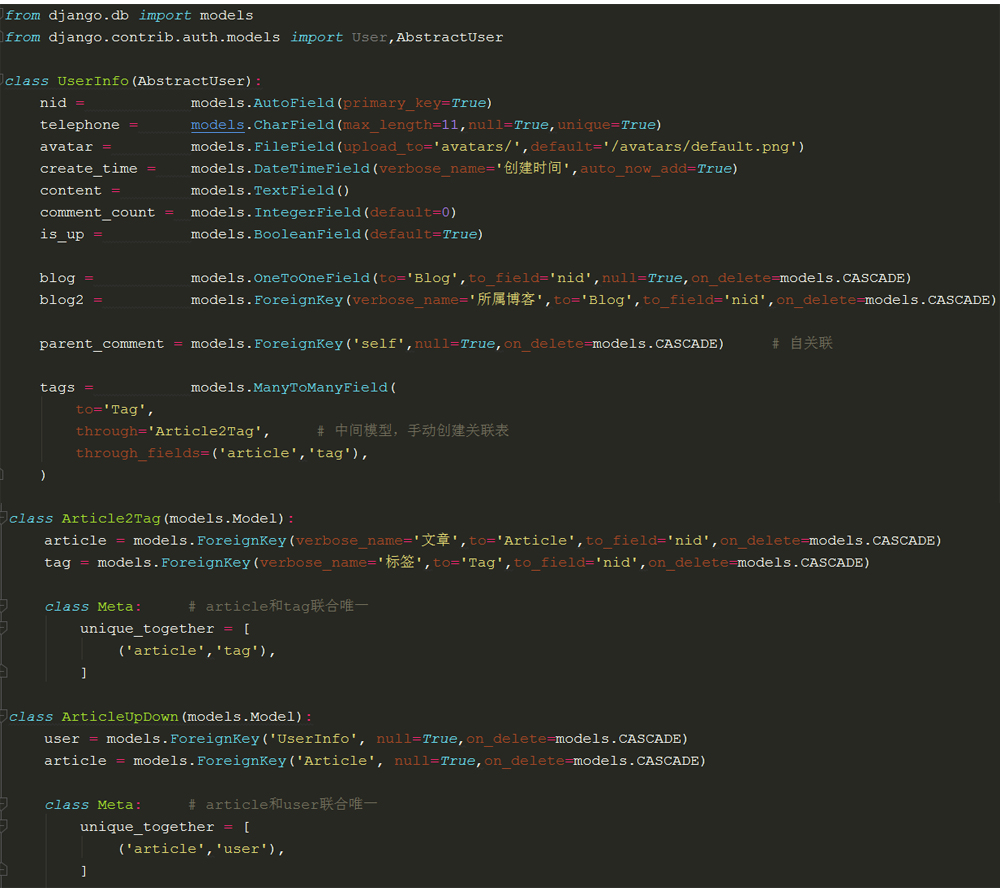 from django.db import models
from django.contrib.auth.models import User,AbstractUser
class UserInfo(AbstractUser):
nid = models.AutoField(primary_key=True)
telephone = models.CharField(max_length=11,null=True,unique=True)
avatar = models.FileField(upload_to='avatars/',default='/avatars/default.png')
create_time = models.DateTimeField(verbose_name='创建时间',auto_now_add=True)
content = models.TextField()
comment_count = models.IntegerField(default=0)
is_up = models.BooleanField(default=True)
blog = models.OneToOneField(to='Blog',to_field='nid',null=True,on_delete=models.CASCADE)
blog2 = models.ForeignKey(verbose_name='所属博客',to='Blog',to_field='nid',on_delete=models.CASCADE)
parent_comment = models.ForeignKey('self',null=True,on_delete=models.CASCADE) # 自关联
tags = models.ManyToManyField(
to='Tag',
through='Article2Tag', # 中间模型，手动创建关联表
through_fields=('article','tag'),
)
class Article2Tag(models.Model):
article = models.ForeignKey(verbose_name='文章',to='Article',to_field='nid',on_delete=models.CASCADE)
tag = models.ForeignKey(verbose_name='标签',to='Tag',to_field='nid',on_delete=models.CASCADE)
class Meta: # article和tag联合唯一
unique_together = [
('article','tag'),
]
class ArticleUpDown(models.Model):
user = models.ForeignKey('UserInfo', null=True,on_delete=models.CASCADE)
article = models.ForeignKey('Article', null=True,on_delete=models.CASCADE)
class Meta: # article和user联合唯一
unique_together = [
('article','user'),
]